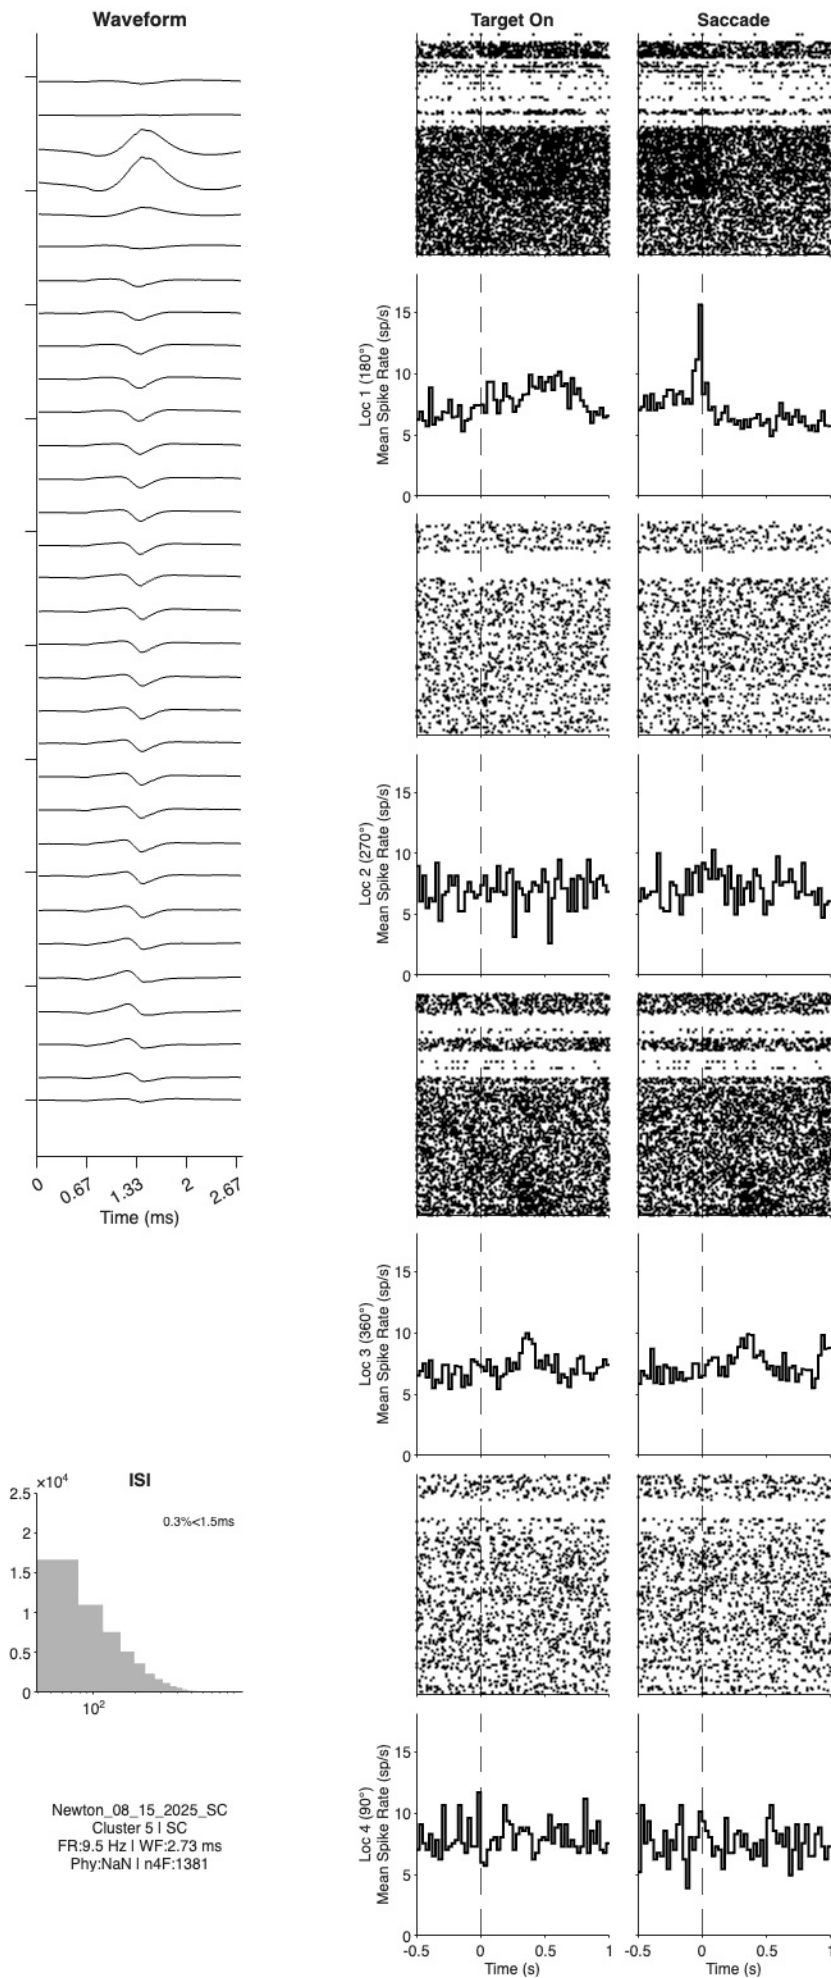 Waveform
Target On
Saccade
0
0.67
1.33
2
2.67
Time (ms)
15
10
5
0
Loc 1 (180°)
Mean Spike Rate (sp/s)
15
10
5
0
Loc 2 (270°)
Mean Spike Rate (sp/s)
15
10
5
0
Loc 3 (360°)
Mean Spike Rate (sp/s)
×10⁴
ISI
2.5
2
1.5
1
0.5
0
0.3%<1.5ms
10²
15
10
5
0
Loc 4 (90°)
Mean Spike Rate (sp/s)
-0.5 0 0.5 1
-0.5 0 0.5 1
Time (s)
Time (s)
Newton_08_15_2025_SC
Cluster 5 | SC
FR:9.5 Hz | WF:2.73 ms
Phy:NaN | n4F:1381